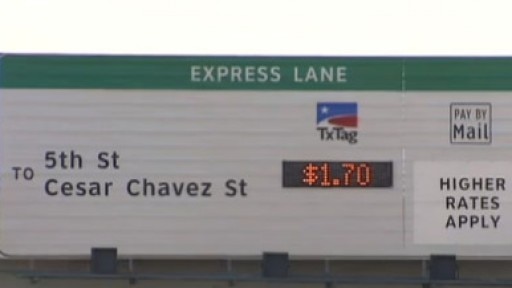 EXPRESS LANE
TxTag
PAY BY
Mail
TO
5th St
Cesar Chavez St
$1.70
HIGHER
RATES
APPLY